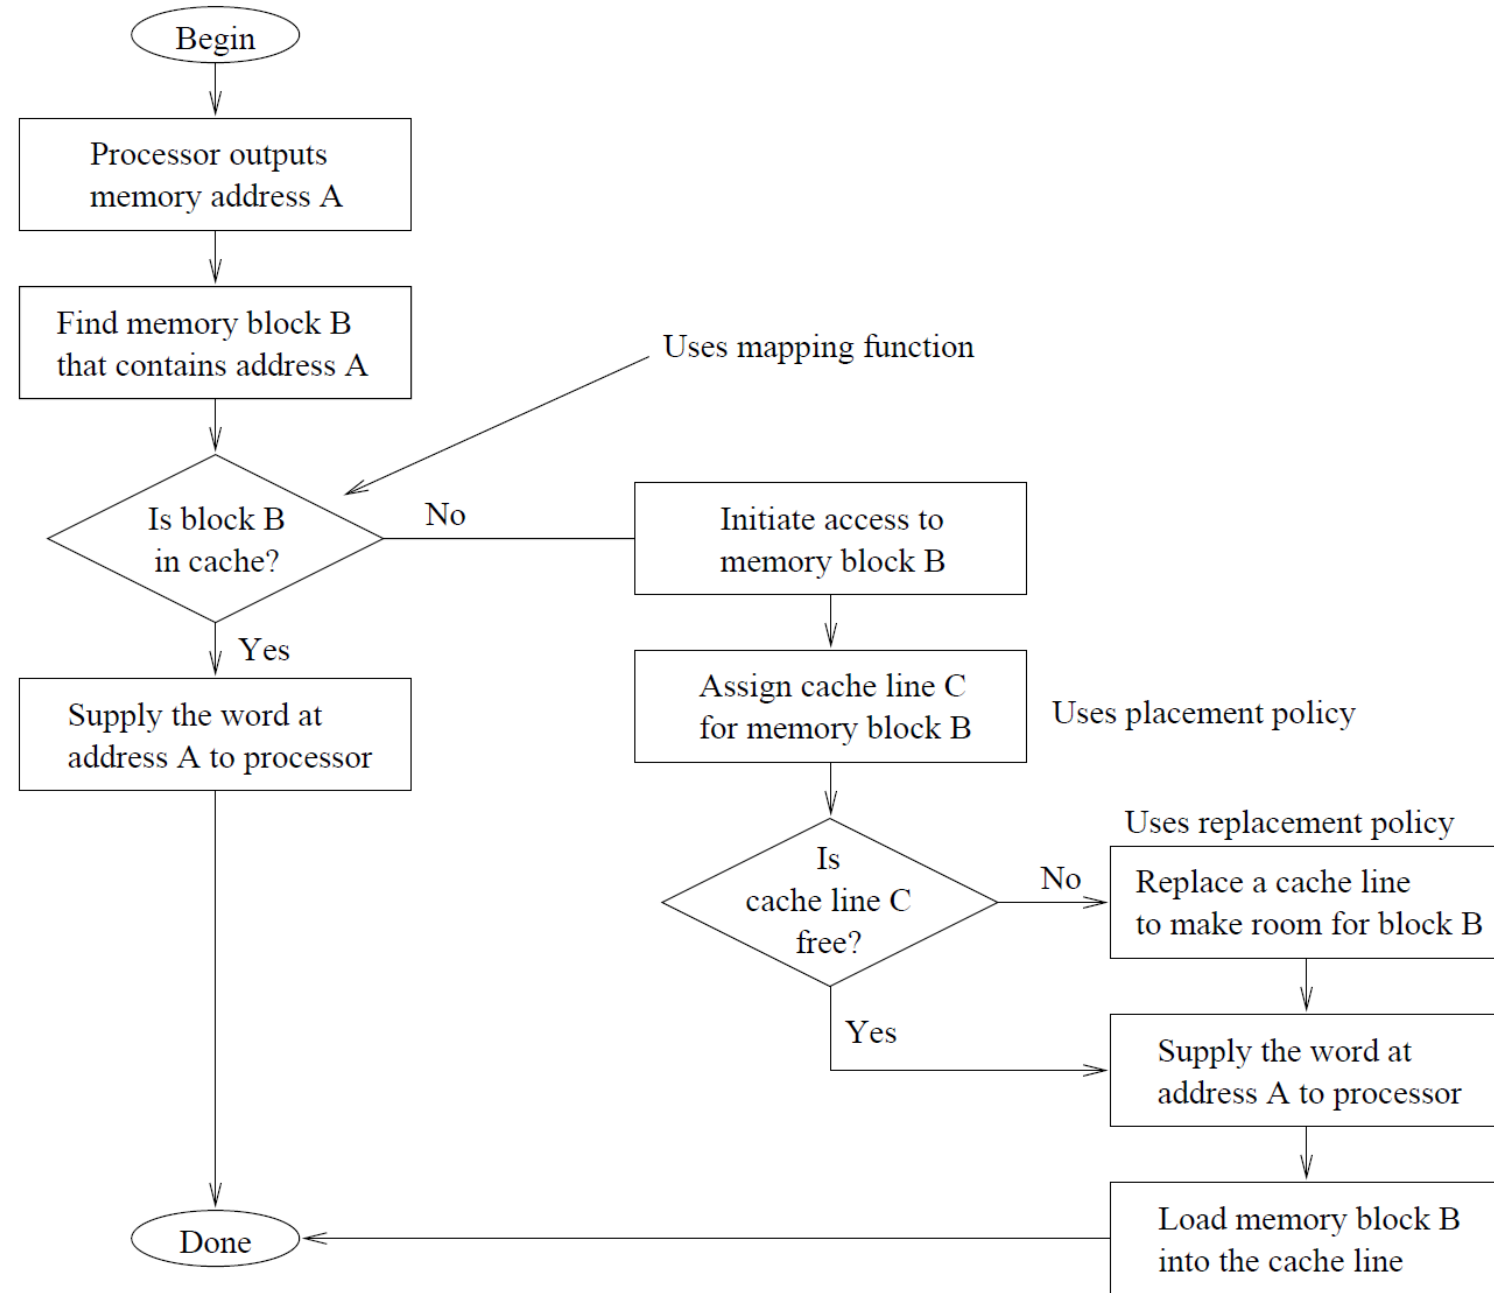 Begin
Processor outputs
memory address A
Find memory block B
that contains address A
Uses mapping function
Is block B
in cache?
No
Initiate access to
memory block B
Yes
Supply the word at
address A to processor
Assign cache line C
for memory block B
Uses placement policy
Uses replacement policy
Is
cache line C
free?
No
Replace a cache line
to make room for block B
Yes
Supply the word at
address A to processor
Load memory block B
into the cache line
Done